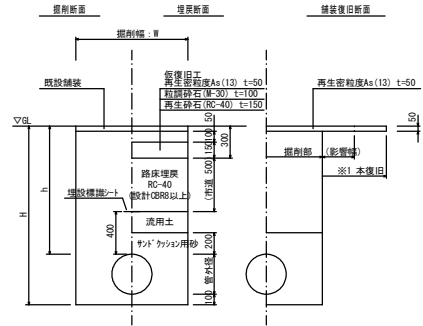 掘削断面
埋戻断面
舗装復旧断面
掘削幅：W
仮復旧工
再生密粒度As(13) t=50
粒調砕石(M-30) t=100
再生砕石(RC-40) t=150
既設舗装
再生密粒度As(13) t=50
▽GL
50
100
150
300
50
掘削部
(影響幅)
※1 本復旧
路床埋戻
RC-40
(設計CBR8以上)
(市道 500)
埋設標識シート
流用土
400
サンドクッション用砂
200
管外径
100
h
H